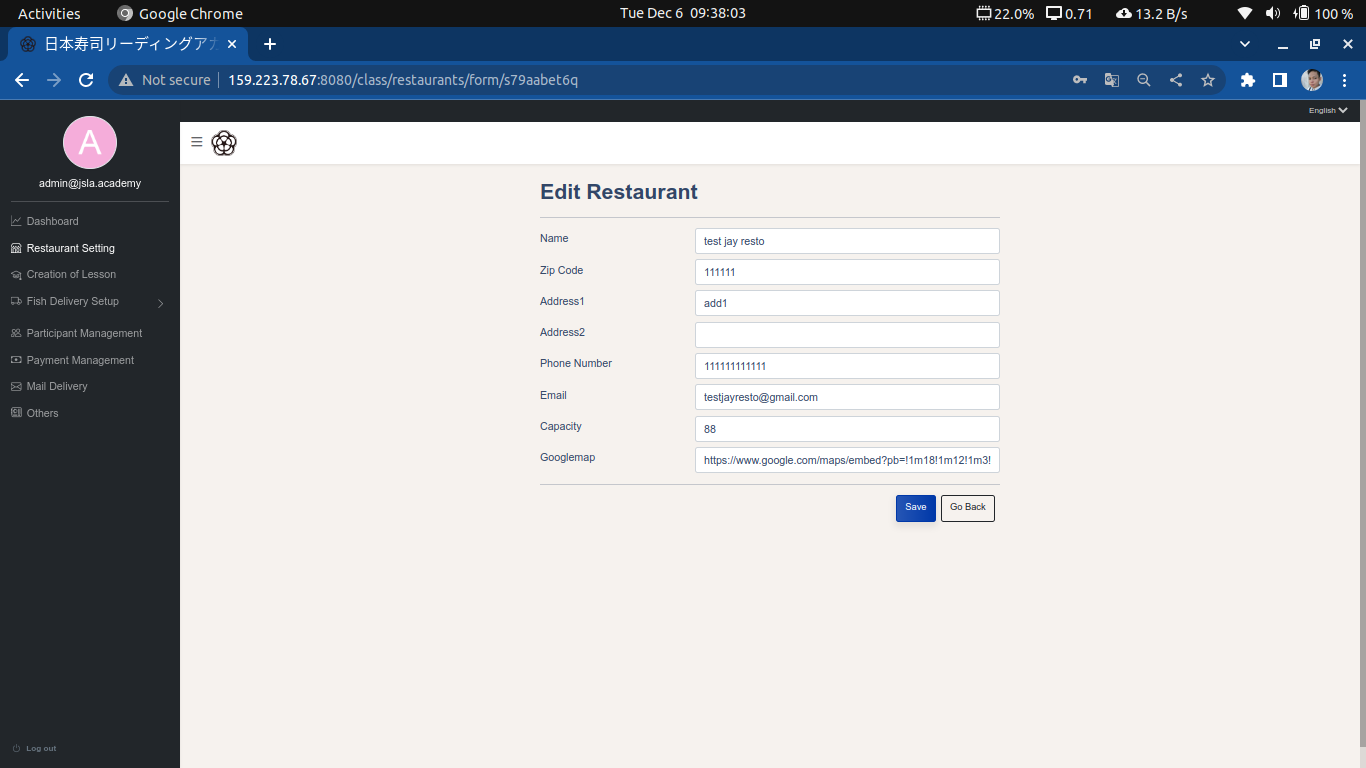 Activities Google Chrome Tue Dec 6 09:38:03 22.0% 0.71 13.2 B/s 100 %
日本寿司リーディングアカ
Not secure 159.223.78.67:8080/class/restaurants/form/s79aabet6q
English
A
admin@jsla.academy
Dashboard
Restaurant Setting
Creation of Lesson
Fish Delivery Setup
Participant Management
Payment Management
Mail Delivery
Others
Log out
Edit Restaurant
Name test jay resto
Zip Code 111111
Address1 add1
Address2
Phone Number 111111111111
Email testjayresto@gmail.com
Capacity 88
Googlemap https://www.google.com/maps/embed?pb=!1m18!1m12!1m3!
Save Go Back